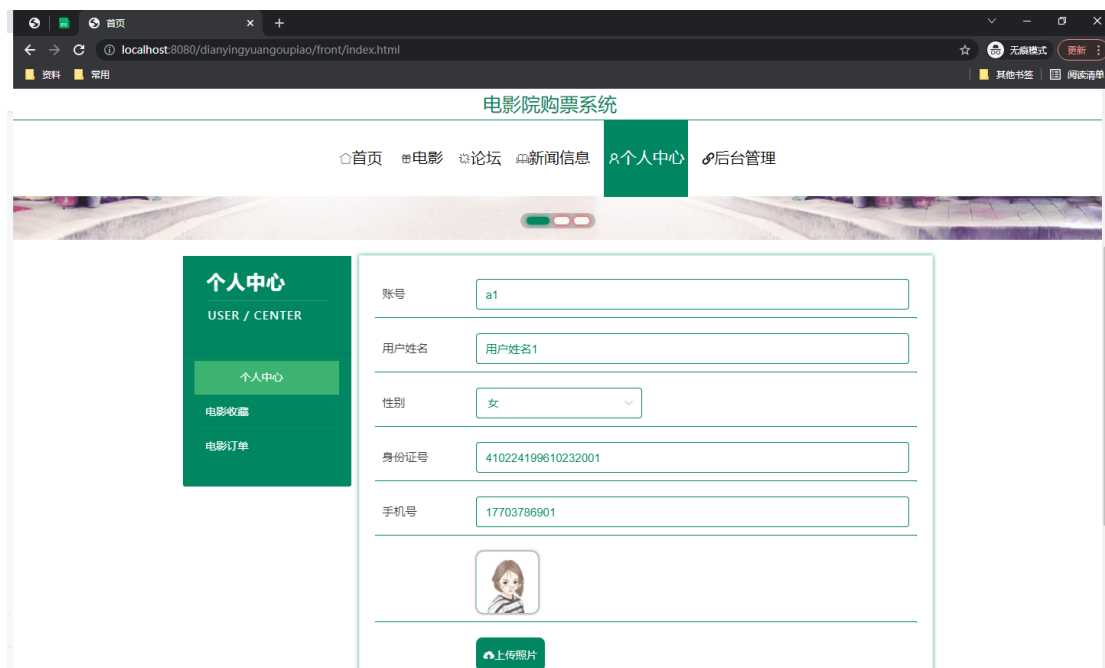 首页 × +
localhost:8080/dianyingyuangoupiao/front/index.html 无痕模式 更新
资料 常用 其他书签 阅读清单
电影院购票系统
首页 电影 论坛 新闻信息 个人中心 后台管理
个人中心
USER / CENTER
个人中心
电影收藏
电影订单
账号 a1
用户姓名 用户姓名1
性别 女
身份证号 410224199610232001
手机号 17703786901
上传照片